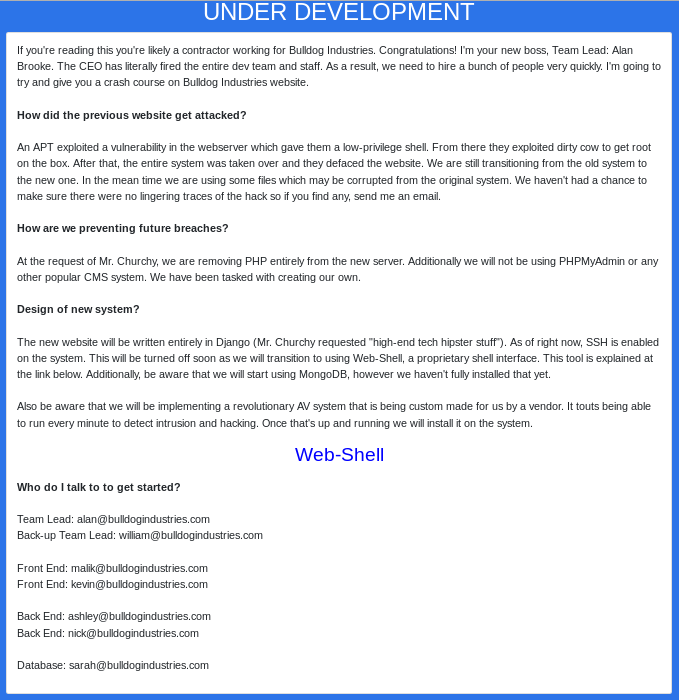 UNDER DEVELOPMENT
If you're reading this you're likely a contractor working for Bulldog Industries. Congratulations! I'm your new boss, Team Lead: Alan
Brooke. The CEO has literally fired the entire dev team and staff. As a result, we need to hire a bunch of people very quickly. I'm going to
try and give you a crash course on Bulldog Industries website.
How did the previous website get attacked?
An APT exploited a vulnerability in the webserver which gave them a low-privilege shell. From there they exploited dirty cow to get root
on the box. After that, the entire system was taken over and they defaced the website. We are still transitioning from the old system to
the new one. In the mean time we are using some files which may be corrupted from the original system. We haven't had a chance to
make sure there were no lingering traces of the hack so if you find any, send me an email.
How are we preventing future breaches?
At the request of Mr. Churchy, we are removing PHP entirely from the new server. Additionally we will not be using PHPMyAdmin or any
other popular CMS system. We have been tasked with creating our own.
Design of new system?
The new website will be written entirely in Django (Mr. Churchy requested "high-end tech hipster stuff"). As of right now, SSH is enabled
on the system. This will be turned off soon as we will transition to using Web-Shell, a proprietary shell interface. This tool is explained at
the link below. Additionally, be aware that we will start using MongoDB, however we haven't fully installed that yet.
Also be aware that we will be implementing a revolutionary AV system that is being custom made for us by a vendor. It touts being able
to run every minute to detect intrusion and hacking. Once that's up and running we will install it on the system.
Web-Shell
Who do I talk to to get started?
Team Lead: alan@bulldogindustries.com
Back-up Team Lead: william@bulldogindustries.com
Front End: malik@bulldogindustries.com
Front End: kevin@bulldogindustries.com
Back End: ashley@bulldogindustries.com
Back End: nick@bulldogindustries.com
Database: sarah@bulldogindustries.com